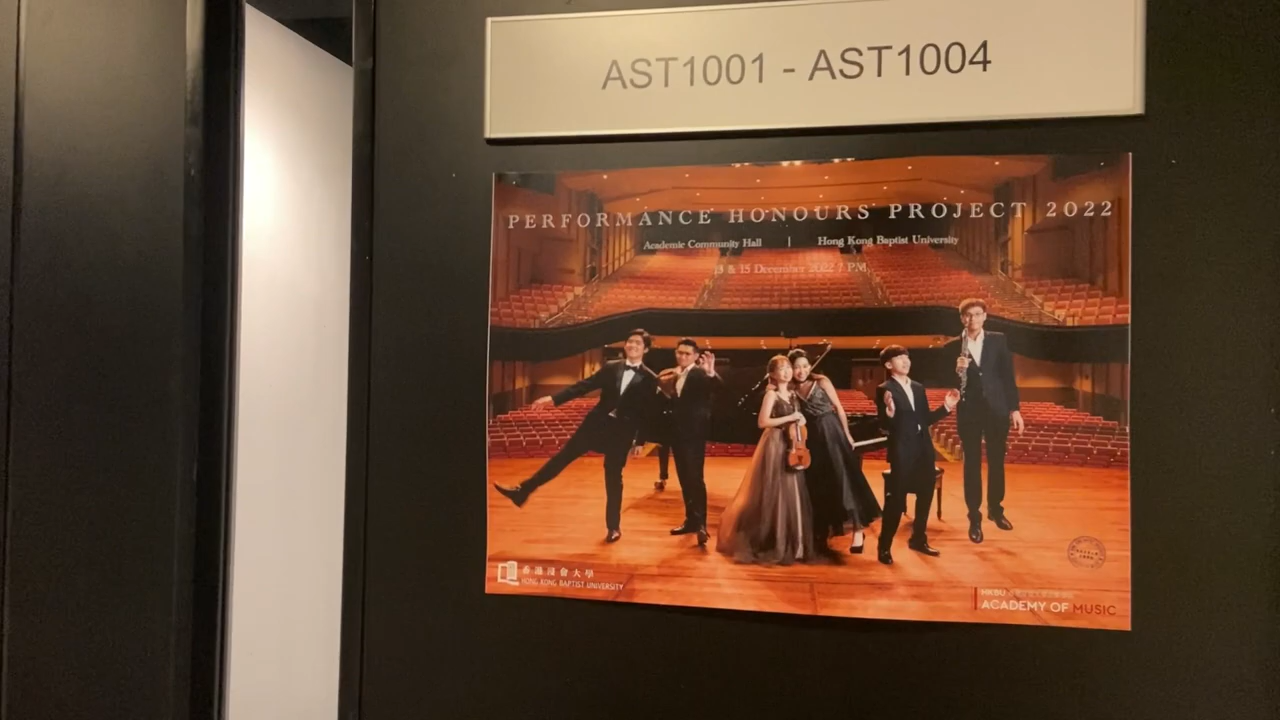 AST1001 - AST1004
PERFORMANCE HONOURS PROJECT 2022
Academic Community Hall | Hong Kong Baptist University
13 & 15 December 2022 7 PM
香港浸會大學
HONG KONG BAPTIST UNIVERSITY
HKBU
ACADEMY OF MUSIC